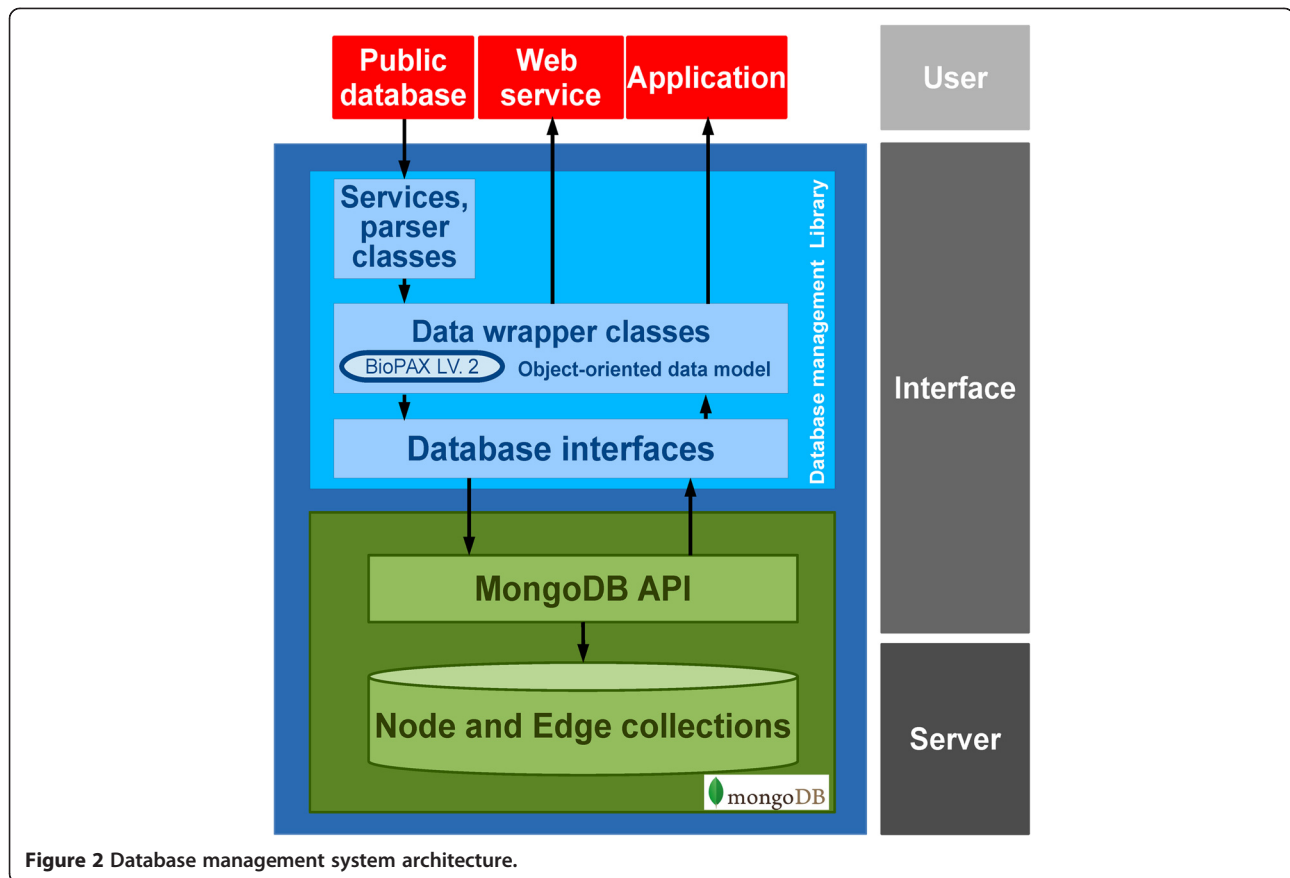 Public
database
Web
service
Application
User
Services,
parser
classes
Data wrapper classes
BioPAX LV. 2
Object-oriented data model
Database interfaces
Database management Library
Interface
MongoDB API
Node and Edge collections
mongoDB
Server
Figure 2 Database management system architecture.